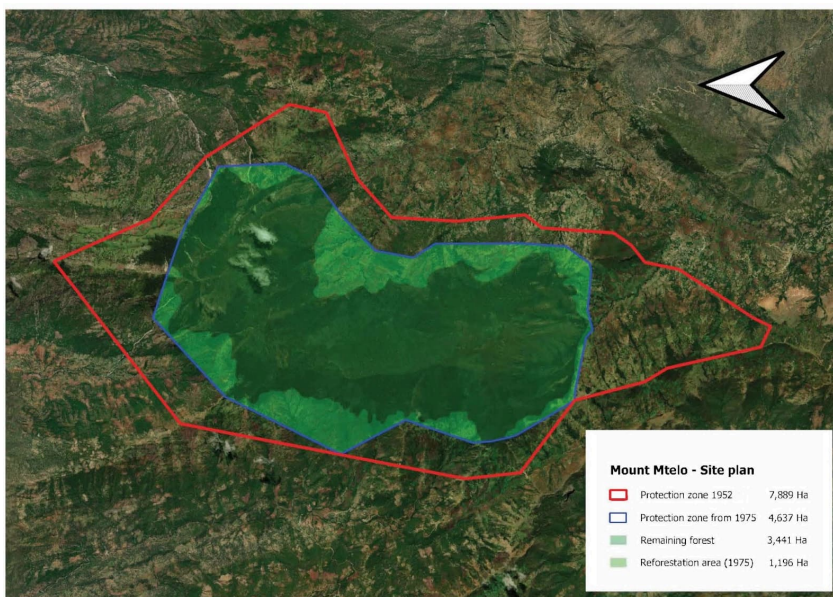 Mount Mtelo - Site plan
Protection zone 1952 7,889 Ha
Protection zone from 1975 4,637 Ha
Remaining forest 3,441 Ha
Reforestation area (1975) 1,196 Ha